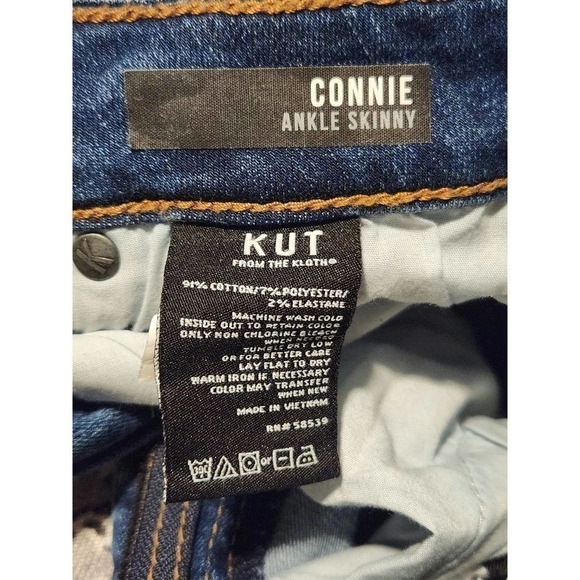 CONNIE
ANKLE SKINNY
KUT
FROM THE KLOTH®
91% COTTON/7% POLYESTER/
2% ELASTANE
MACHINE WASH COLD
INSIDE OUT TO RETAIN COLOR
ONLY NON CHLORINE BLEACH
WHEN NEEDED
TUMBLE DRY LOW
OR FOR BETTER CARE
LAY FLAT TO DRY
WARM IRON IF NECESSARY
COLOR MAY TRANSFER
WHEN NEW
MADE IN VIETNAM
RN# 58539
or
K